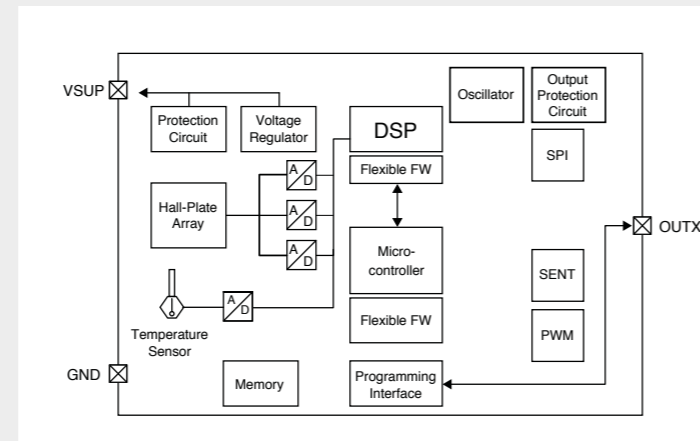 VSUP
Protection
Circuit
Voltage
Regulator
DSP
Flexible FW
Oscillator
Output
Protection
Circuit
SPI
A
D
A
D
A
D
Hall-Plate
Array
Micro-
controller
OUTX
A
D
Temperature
Sensor
Flexible FW
SENT
PWM
GND
Memory
Programming
Interface